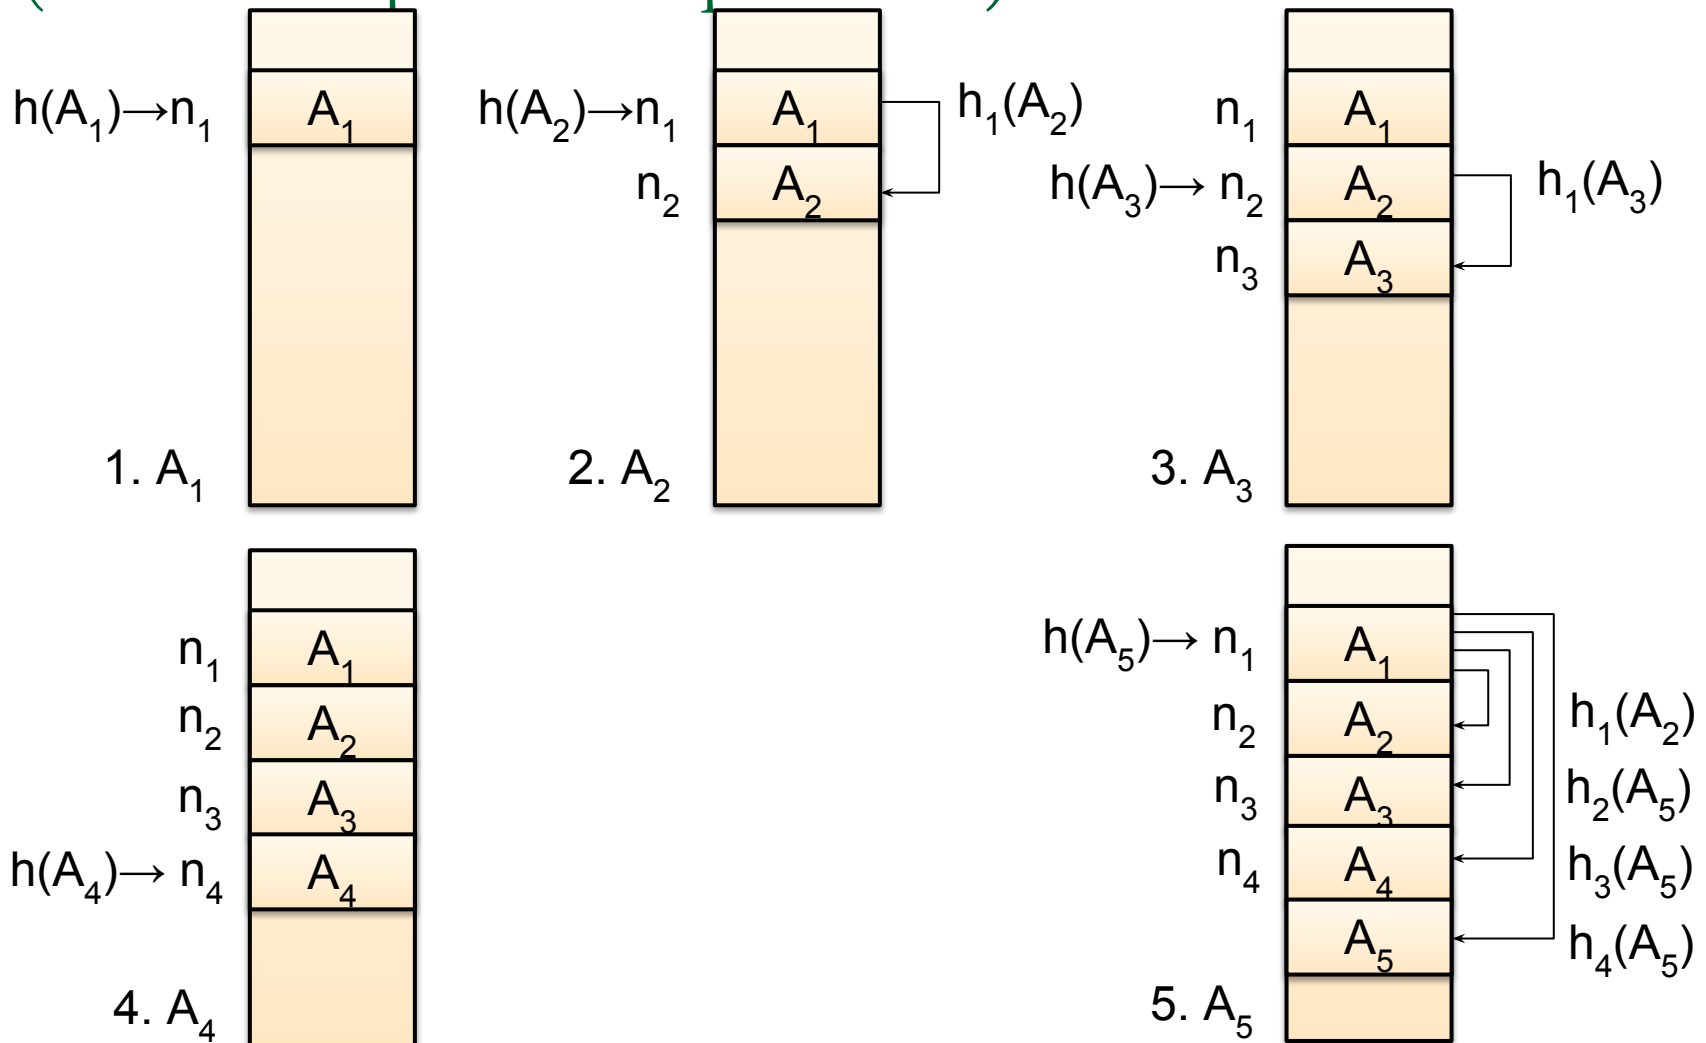 h(A₁)→n₁ A₁
1. A₁
h(A₂)→n₁ A₁ h₁(A₂)
n₂ A₂
2. A₂
n₁ A₁
h(A₃)→ n₂ A₂ h₁(A₃)
n₃ A₃
3. A₃
n₁ A₁
n₂ A₂
n₃ A₃
h(A₄)→ n₄ A₄
4. A₄
h(A₅)→ n₁ A₁
n₂ A₂ h₁(A₂)
n₃ A₃ h₂(A₅)
n₄ A₄ h₃(A₅)
A₅ h₄(A₅)
5. A₅